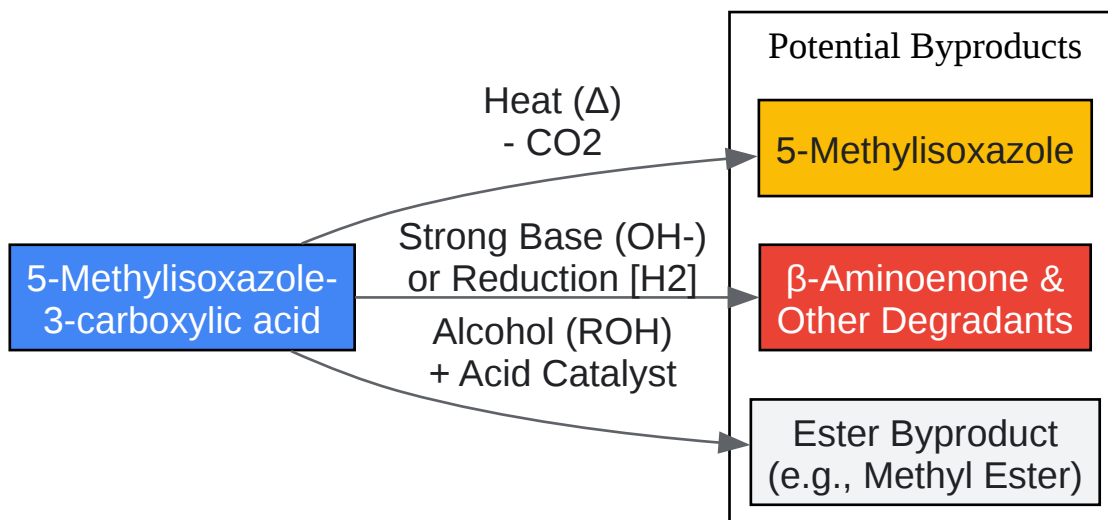 Potential Byproducts
Heat (Δ)
- CO2
5-Methylisoxazole
Strong Base (OH-)
or Reduction [H2]
5-Methylisoxazole-
3-carboxylic acid
β-Aminoenone &
Other Degradants
Alcohol (ROH)
+ Acid Catalyst
Ester Byproduct
(e.g., Methyl Ester)